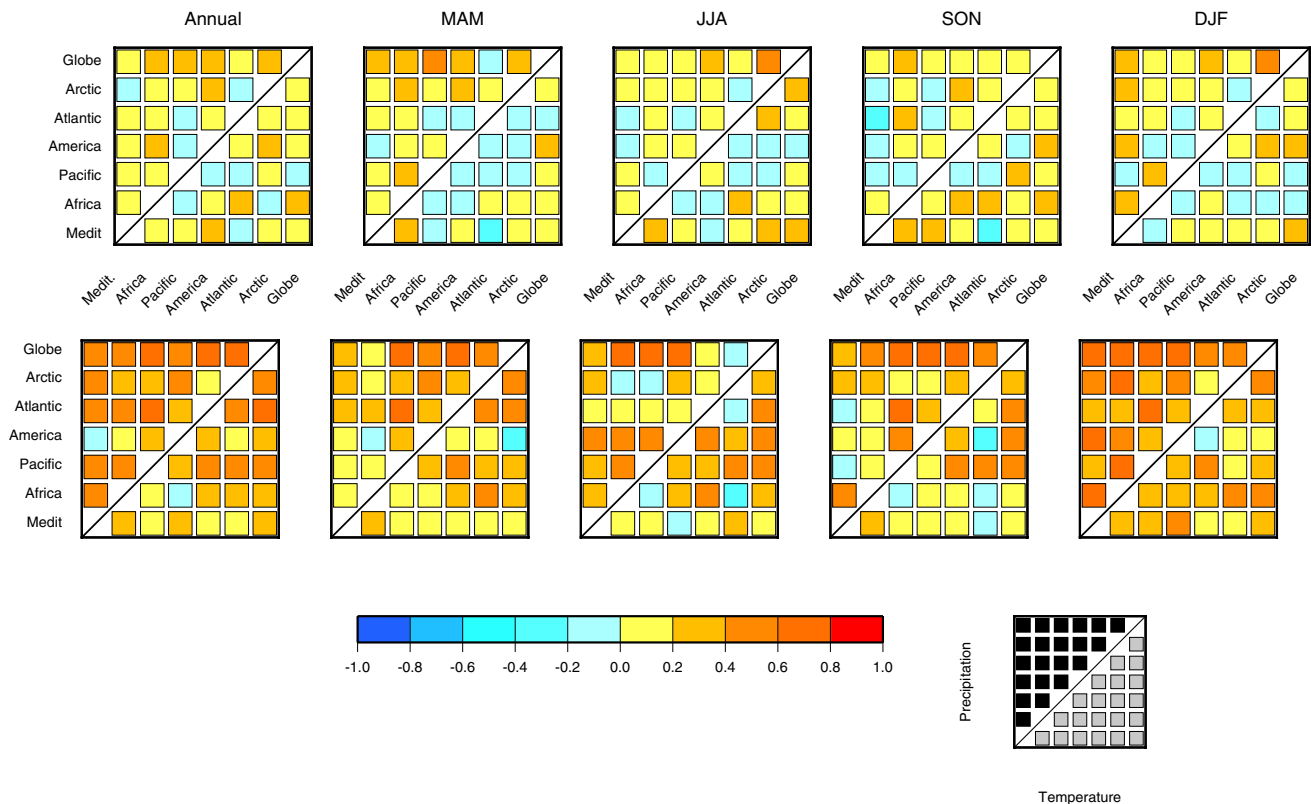 Annual MAM JJA SON DJF
Globe
Arctic
Atlantic
America
Pacific
Africa
Medit
Medit. Africa Pacific America Atlantic Arctic Globe
Medit Africa Pacific America Atlantic Arctic Globe
Medit Africa Pacific America Atlantic Arctic Globe
Medit Africa Pacific America Atlantic Arctic Globe
Medit Africa Pacific America Atlantic Arctic Globe
Globe
Arctic
Atlantic
America
Pacific
Africa
Medit
-1.0 -0.8 -0.6 -0.4 -0.2 0.0 0.2 0.4 0.6 0.8 1.0
Precipitation
Temperature